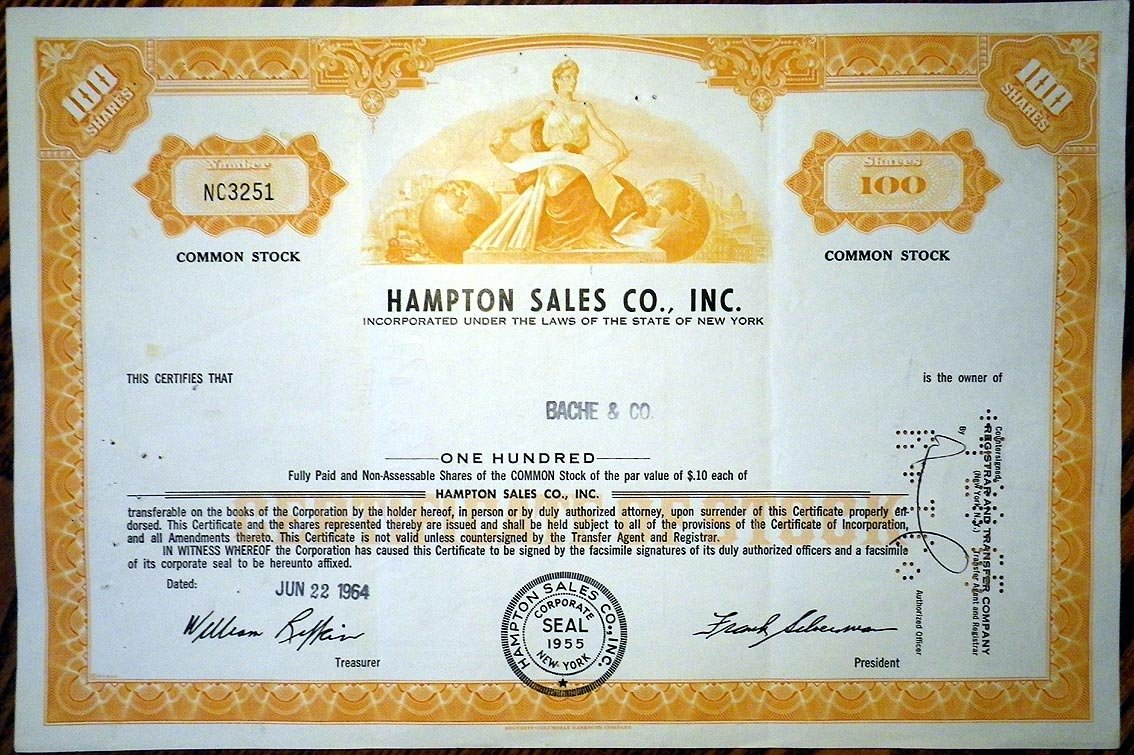 100
SHARES
100
SHARES
Number
NC3251
Shares
100
COMMON STOCK
COMMON STOCK
HAMPTON SALES CO., INC.
INCORPORATED UNDER THE LAWS OF THE STATE OF NEW YORK
THIS CERTIFIES THAT
is the owner of
BACHE & CO.
ONE HUNDRED
Fully Paid and Non-Assessable Shares of the COMMON Stock of the par value of $.10 each of
HAMPTON SALES CO., INC.
transferable on the books of the Corporation by the holder hereof, in person or by duly authorized attorney, upon surrender of this Certificate properly en-
dorsed. This Certificate and the shares represented thereby are issued and shall be held subject to all of the provisions of the Certificate of Incorporation,
and all Amendments thereto. This Certificate is not valid unless countersigned by the Transfer Agent and Registrar.
IN WITNESS WHEREOF the Corporation has caused this Certificate to be signed by the facsimile signatures of its duly authorized officers and a facsimile
of its corporate seal to be hereunto affixed.
Dated:
JUN 22 1964
William Rifkin
Treasurer
HAMPTON SALES CO., INC.
CORPORATE
SEAL
1955
NEW YORK
Frank Silverman
President
Countersigned:
REGISTRAR AND TRANSFER COMPANY
(New York, N.Y.)
Transfer Agent and Registrar
By
Authorized Officer
SECURITY-COLUMBIAN BANKNOTE COMPANY